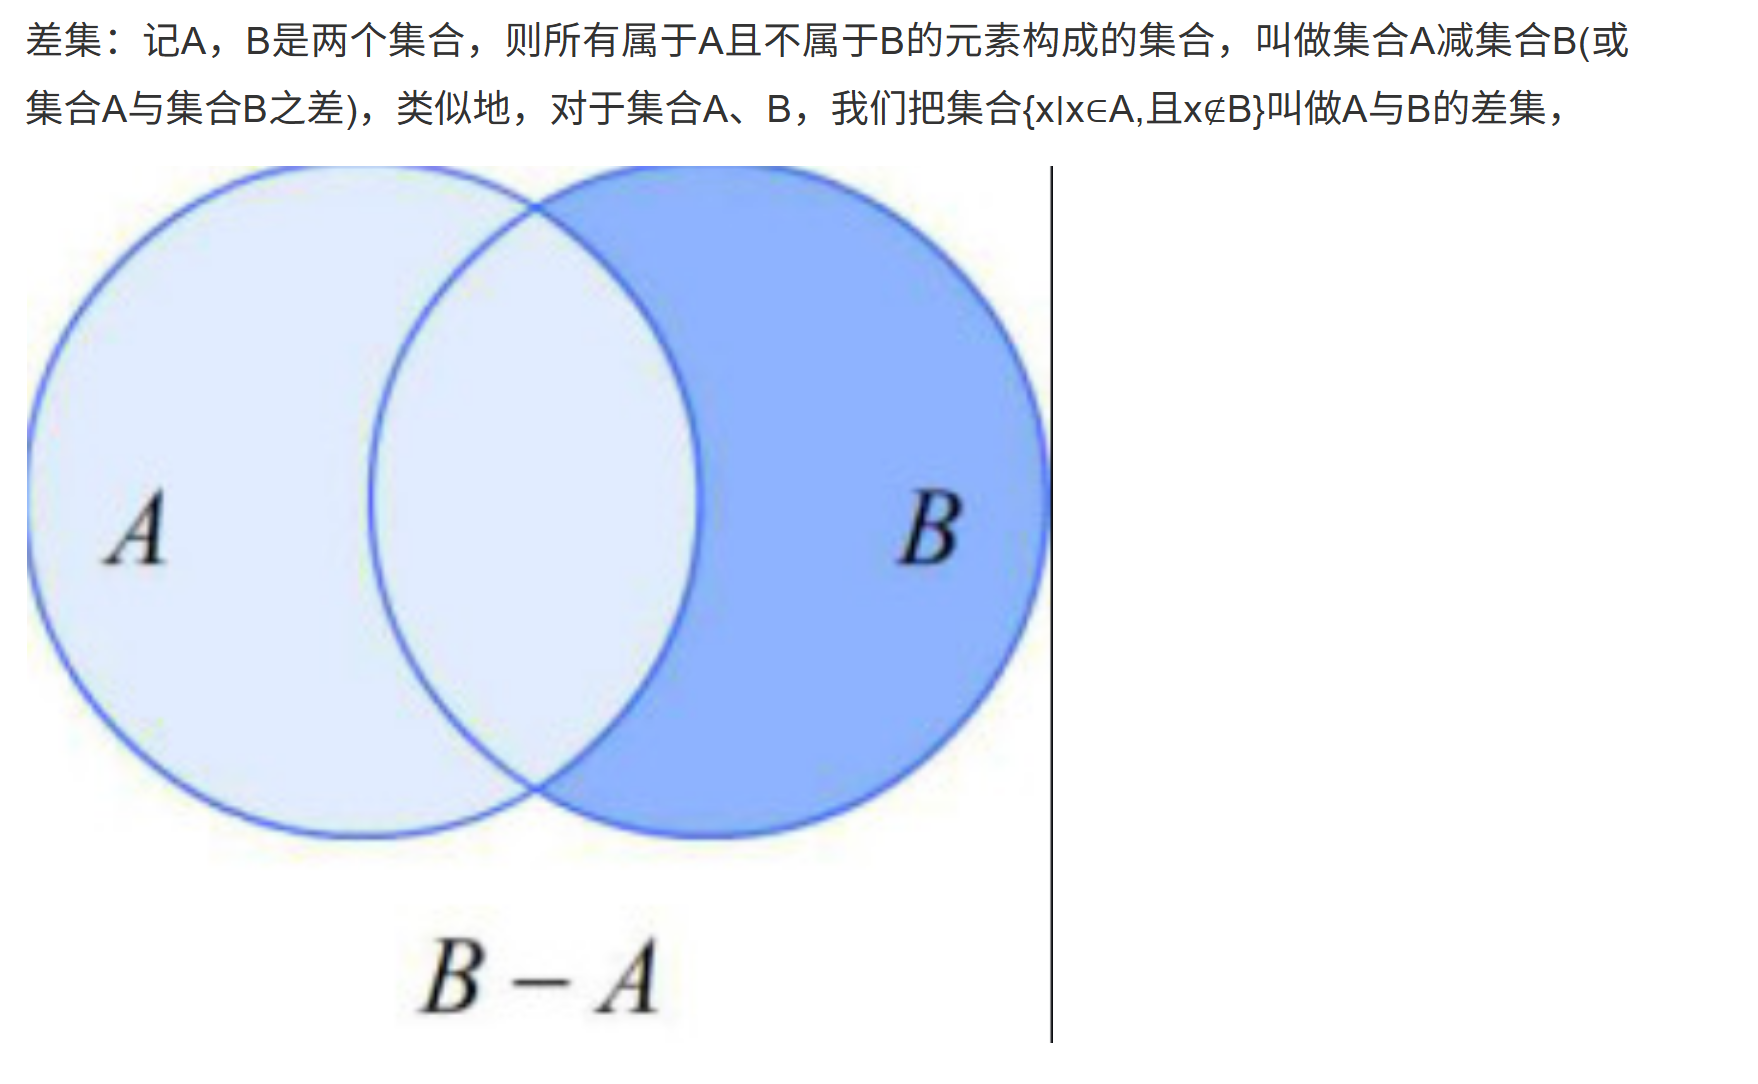 差集：记A，B是两个集合，则所有属于A且不属于B的元素构成的集合，叫做集合A减集合B(或
集合A与集合B之差)，类似地，对于集合A、B，我们把集合{x|x∈A,且x∉B}叫做A与B的差集，
A
B
B − A